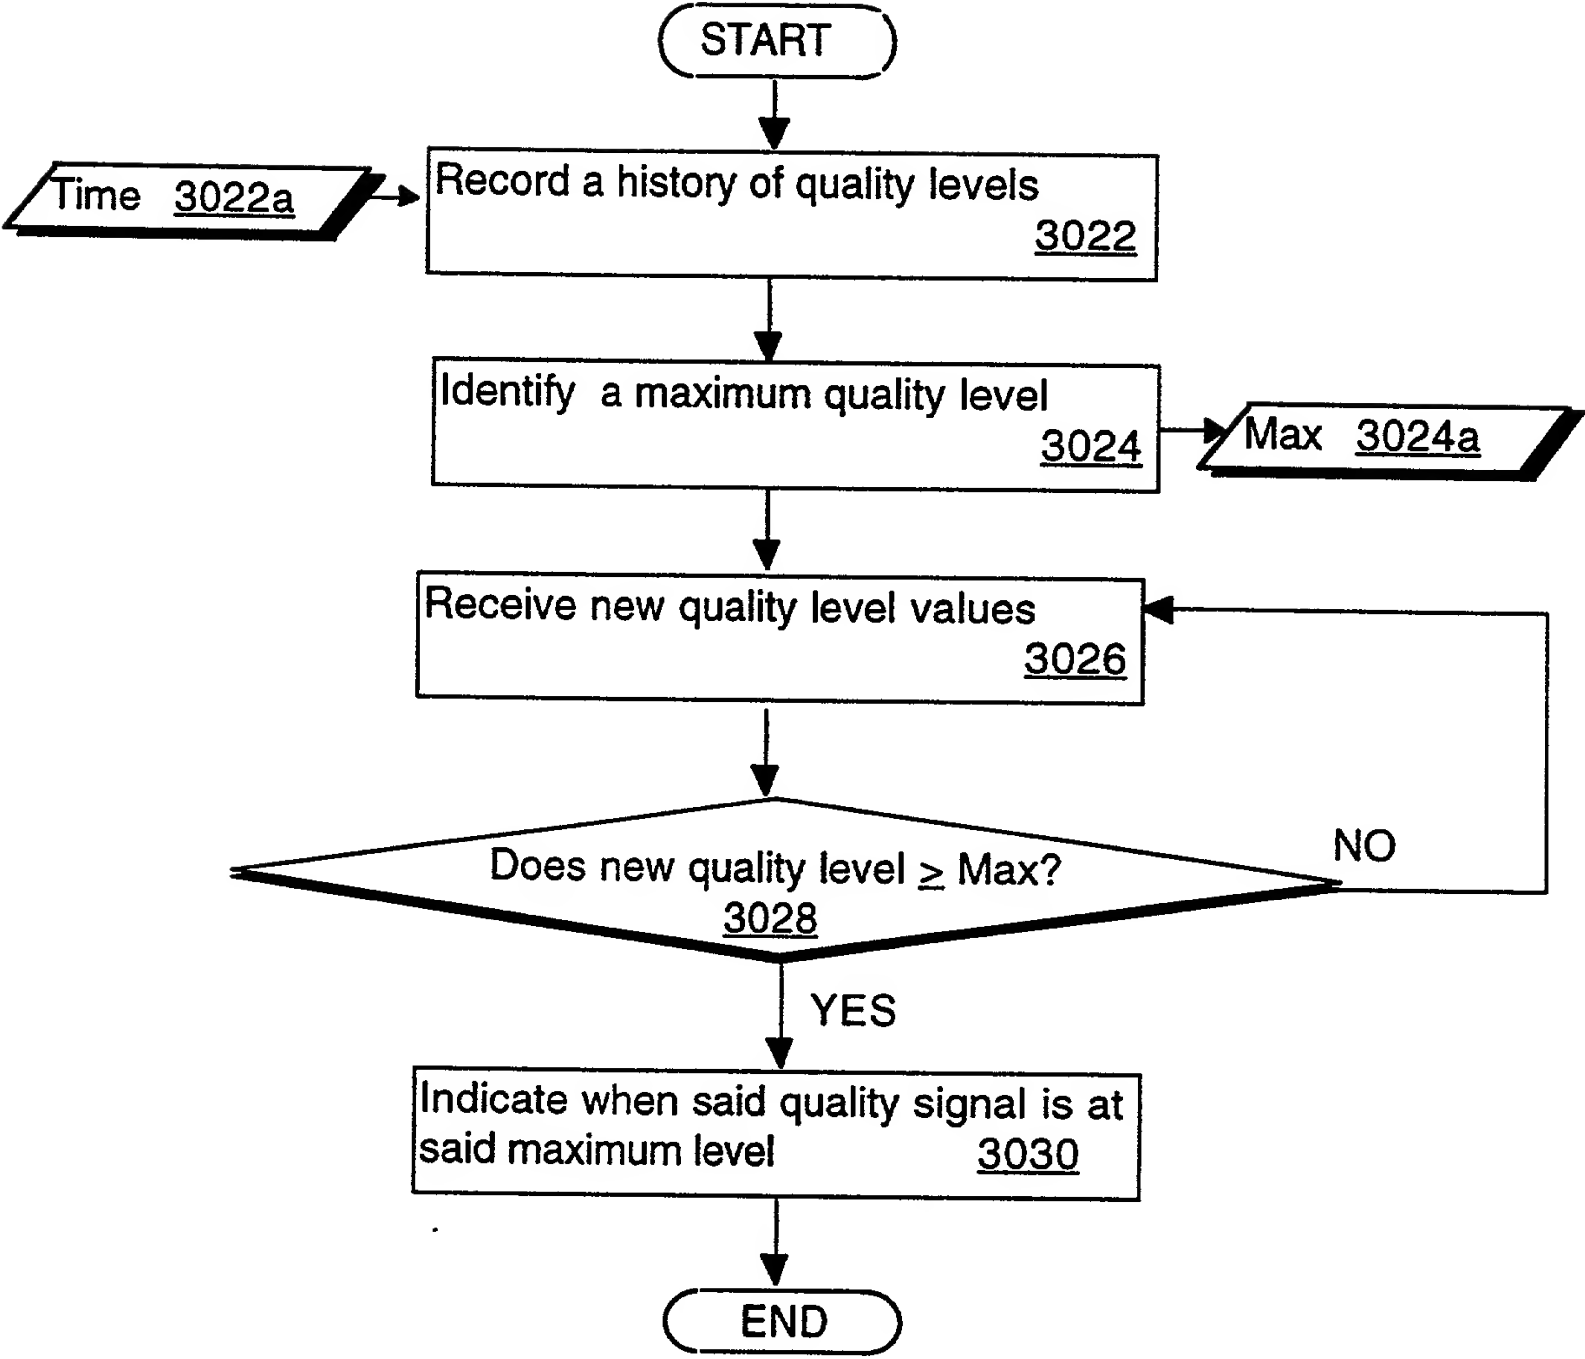 START
Time 3022a
Record a history of quality levels
3022
Identify a maximum quality level
3024
Max 3024a
Receive new quality level values
3026
Does new quality level ≥ Max?
3028
NO
YES
Indicate when said quality signal is at
said maximum level 3030
END